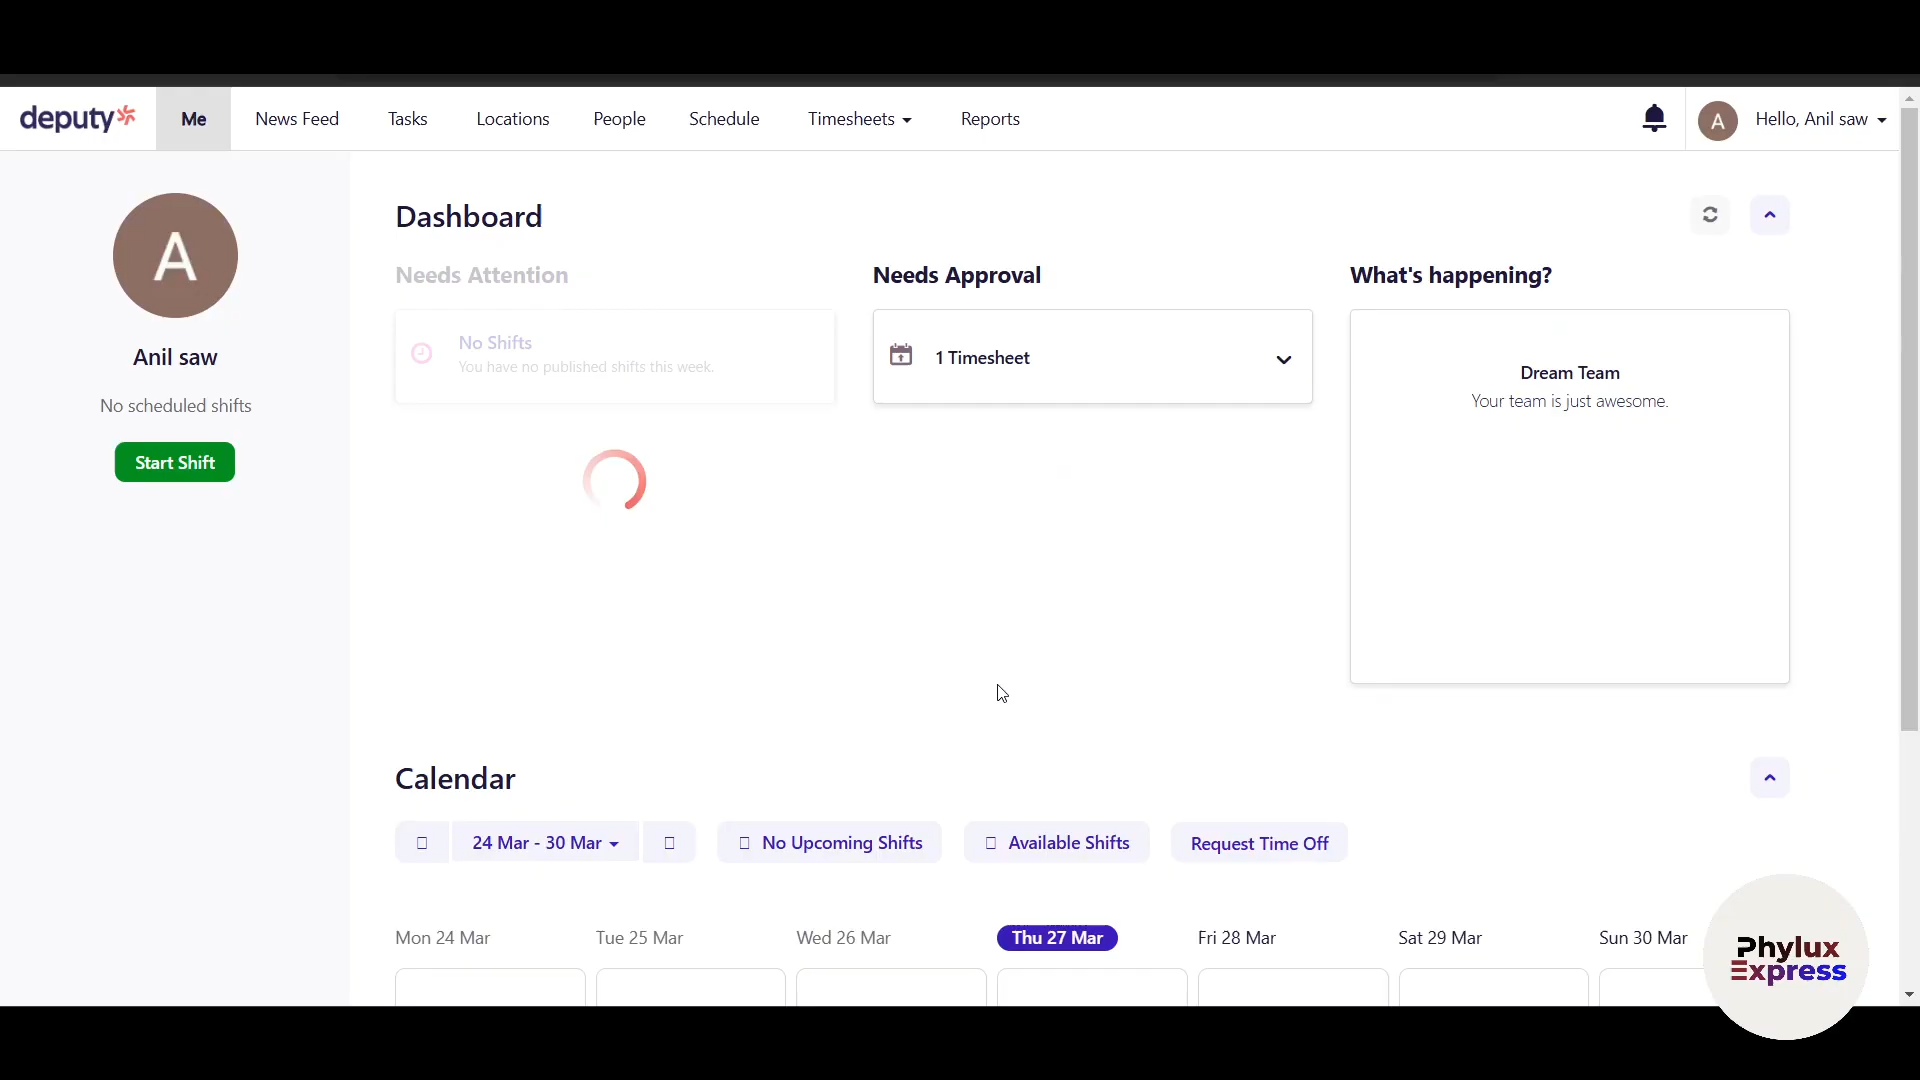 deputy
Me
News Feed
Tasks
Locations
People
Schedule
Timesheets
Reports
A
Hello, Anil saw
A
Anil saw
No scheduled shifts
Start Shift
Dashboard
Needs Attention
No Shifts
You have no published shifts this week.
Needs Approval
1 Timesheet
What's happening?
Dream Team
Your team is just awesome.
Calendar
24 Mar - 30 Mar
No Upcoming Shifts
Available Shifts
Request Time Off
Mon 24 Mar
Tue 25 Mar
Wed 26 Mar
Thu 27 Mar
Fri 28 Mar
Sat 29 Mar
Sun 30 Mar
Phylux
Express